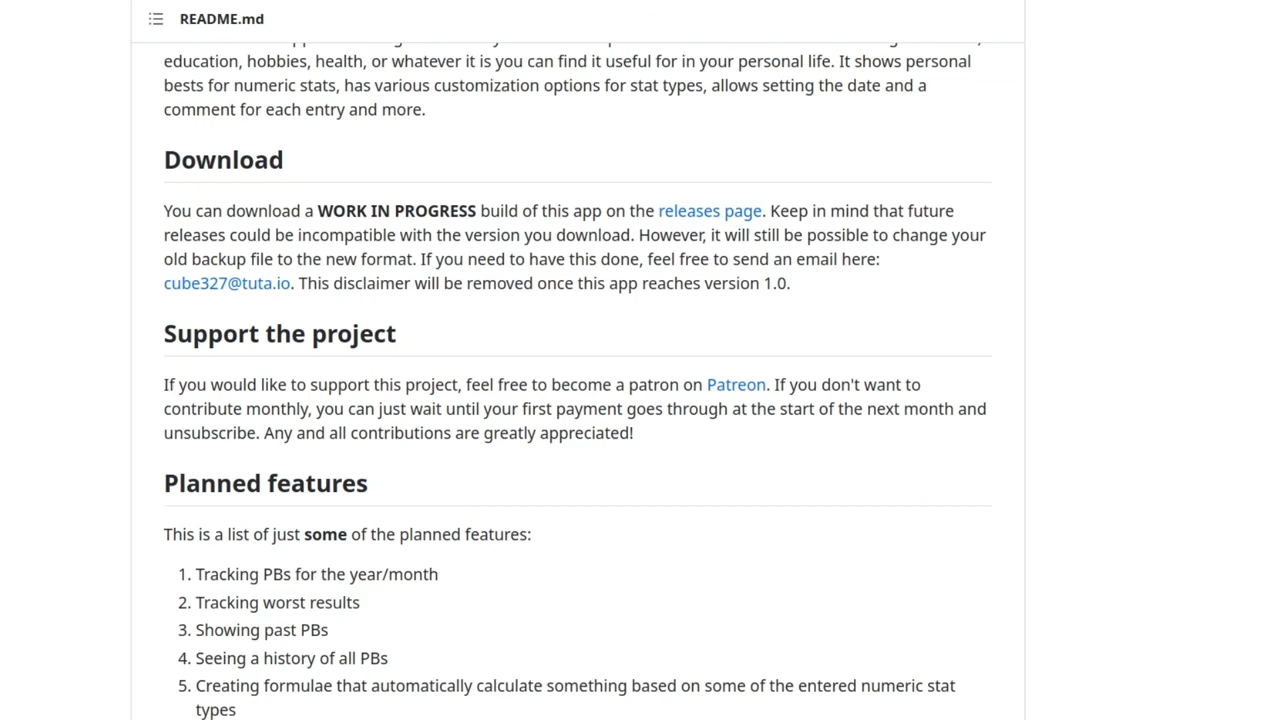 README.md
education, hobbies, health, or whatever it is you can find it useful for in your personal life. It shows personal
bests for numeric stats, has various customization options for stat types, allows setting the date and a
comment for each entry and more.
Download
You can download a WORK IN PROGRESS build of this app on the releases page. Keep in mind that future
releases could be incompatible with the version you download. However, it will still be possible to change your
old backup file to the new format. If you need to have this done, feel free to send an email here:
cube327@tuta.io. This disclaimer will be removed once this app reaches version 1.0.
Support the project
If you would like to support this project, feel free to become a patron on Patreon. If you don't want to
contribute monthly, you can just wait until your first payment goes through at the start of the next month and
unsubscribe. Any and all contributions are greatly appreciated!
Planned features
This is a list of just some of the planned features:
1. Tracking PBs for the year/month
2. Tracking worst results
3. Showing past PBs
4. Seeing a history of all PBs
5. Creating formulae that automatically calculate something based on some of the entered numeric stat
types